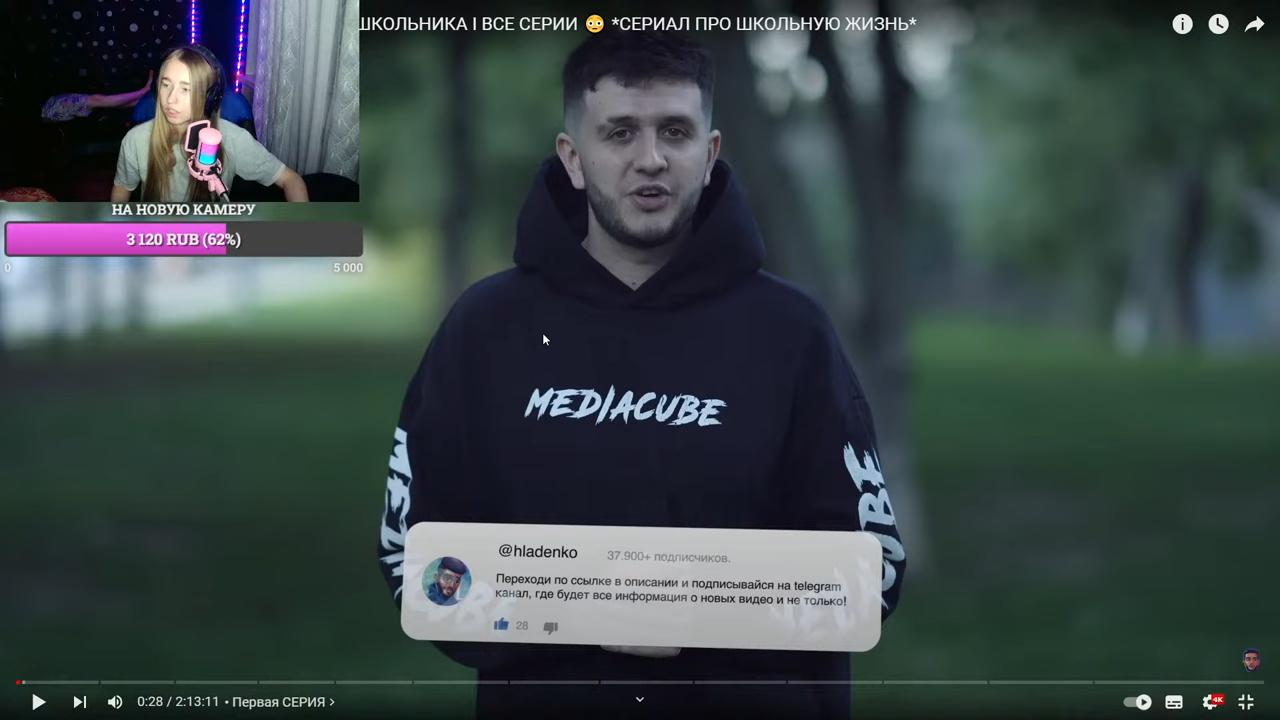 ШКОЛЬНИКА I ВСЕ СЕРИИ 😳 *СЕРИАЛ ПРО ШКОЛЬНУЮ ЖИЗНЬ*
НА НОВУЮ КАМЕРУ
3 120 RUB (62%)
0 5 000
MEDIACUBE
@hladenko 37.900+ подписчиков.
Переходи по ссылке в описании и подписывайся на telegram
канал, где будет все информация о новых видео и не только!
28
0:28 / 2:13:11 • Первая СЕРИЯ
4K